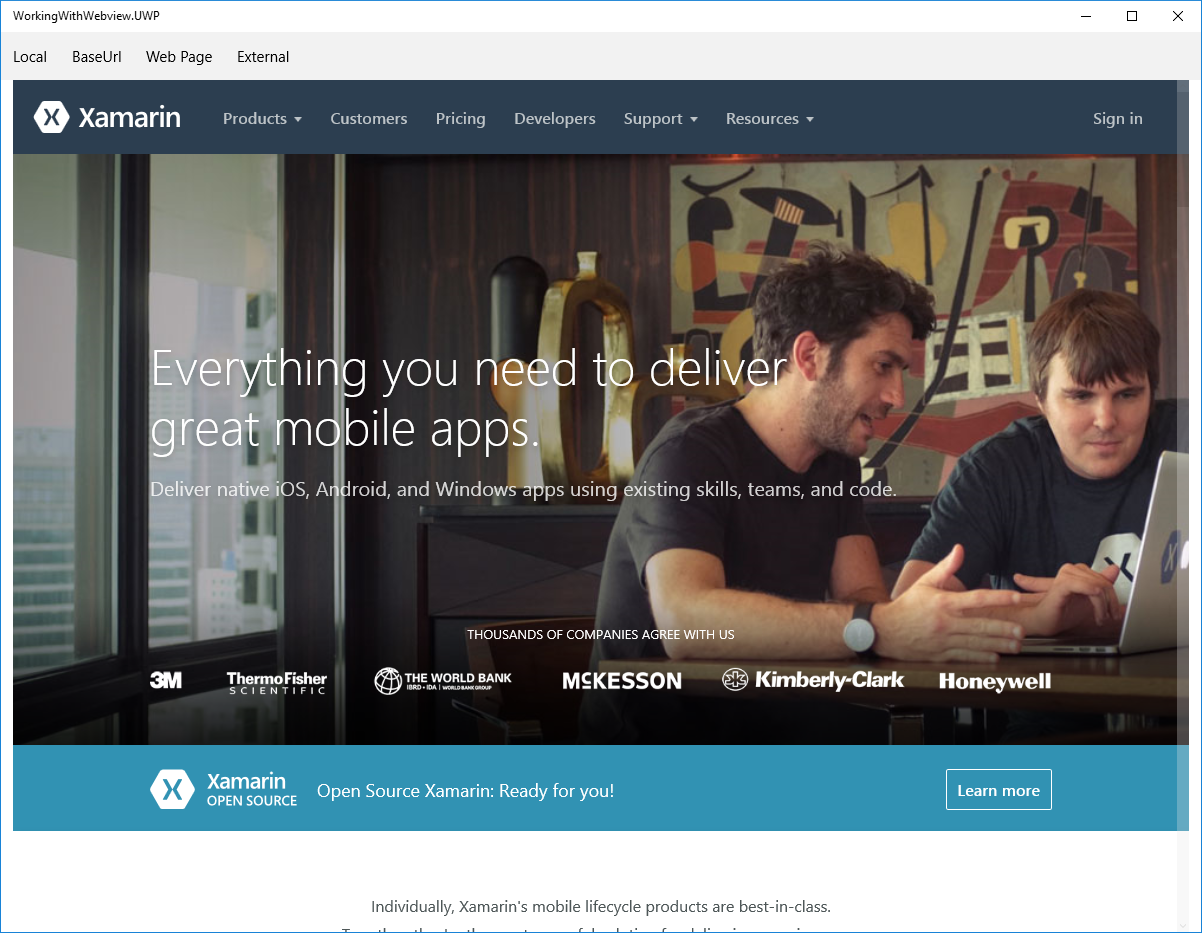 WorkingWithWebview.UWP
Local BaseUrl Web Page External
Xamarin Products Customers Pricing Developers Support Resources Sign in
Everything you need to deliver
great mobile apps.
Deliver native iOS, Android, and Windows apps using existing skills, teams, and code.
THOUSANDS OF COMPANIES AGREE WITH US
3M ThermoFisher SCIENTIFIC THE WORLD BANK IBRD • IDA | WORLD BANK GROUP McKESSON Kimberly-Clark Honeywell
Xamarin
OPEN SOURCE
Open Source Xamarin: Ready for you!
Learn more
Individually, Xamarin's mobile lifecycle products are best-in-class.